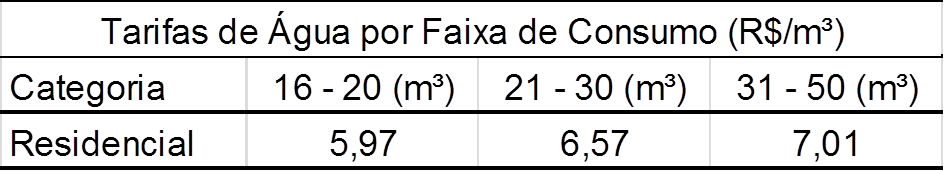 Tarifas de Água por Faixa de Consumo (R$/m³)
Categoria 16 - 20 (m³) 21 - 30 (m³) 31 - 50 (m³)
Residencial 5,97 6,57 7,01